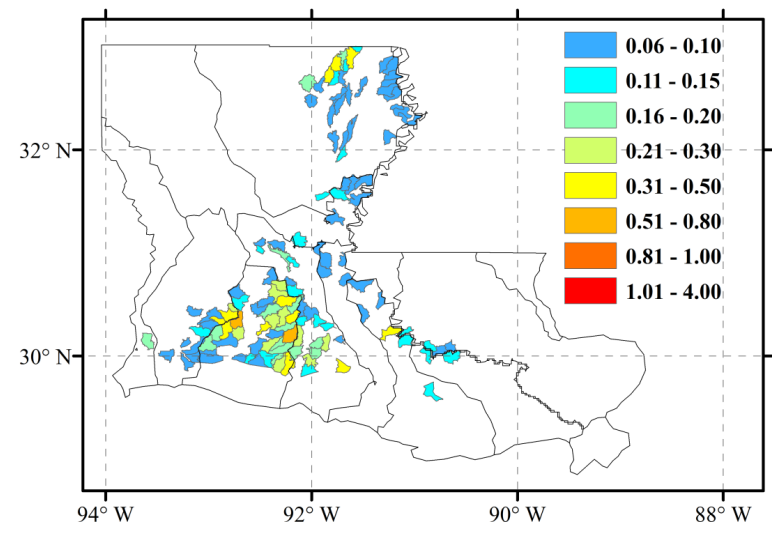 0.06 - 0.10
0.11 - 0.15
0.16 - 0.20
0.21 - 0.30
0.31 - 0.50
0.51 - 0.80
0.81 - 1.00
1.01 - 4.00
32° N
30° N
94° W
92° W
90° W
88° W